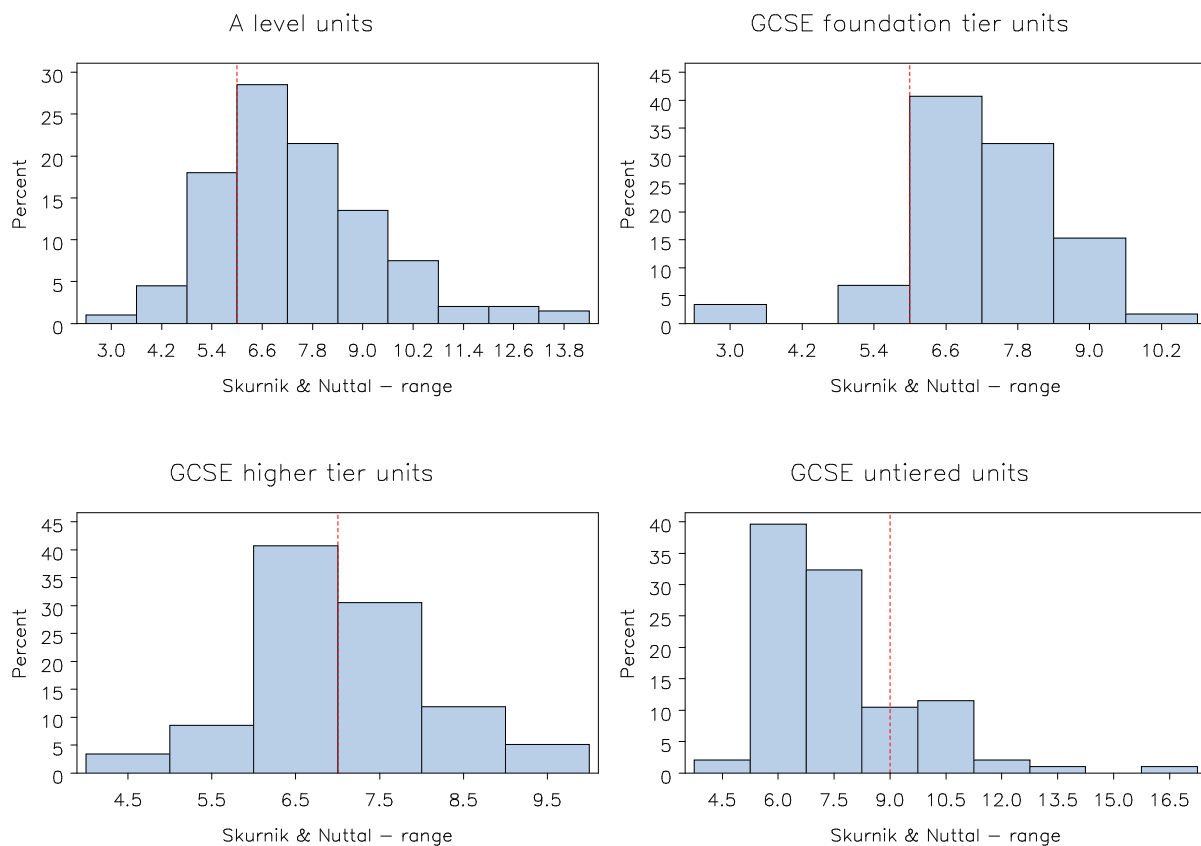 A level units
GCSE foundation tier units
Percent
30
25
20
15
10
5
0
3.0 4.2 5.4 6.6 7.8 9.0 10.2 11.4 12.6 13.8
Skurnik & Nuttal – range
Percent
45
40
35
30
25
20
15
10
5
0
3.0 4.2 5.4 6.6 7.8 9.0 10.2
Skurnik & Nuttal – range
GCSE higher tier units
GCSE untiered units
Percent
45
40
35
30
25
20
15
10
5
0
4.5 5.5 6.5 7.5 8.5 9.5
Skurnik & Nuttal – range
Percent
40
35
30
25
20
15
10
5
0
4.5 6.0 7.5 9.0 10.5 12.0 13.5 15.0 16.5
Skurnik & Nuttal – range